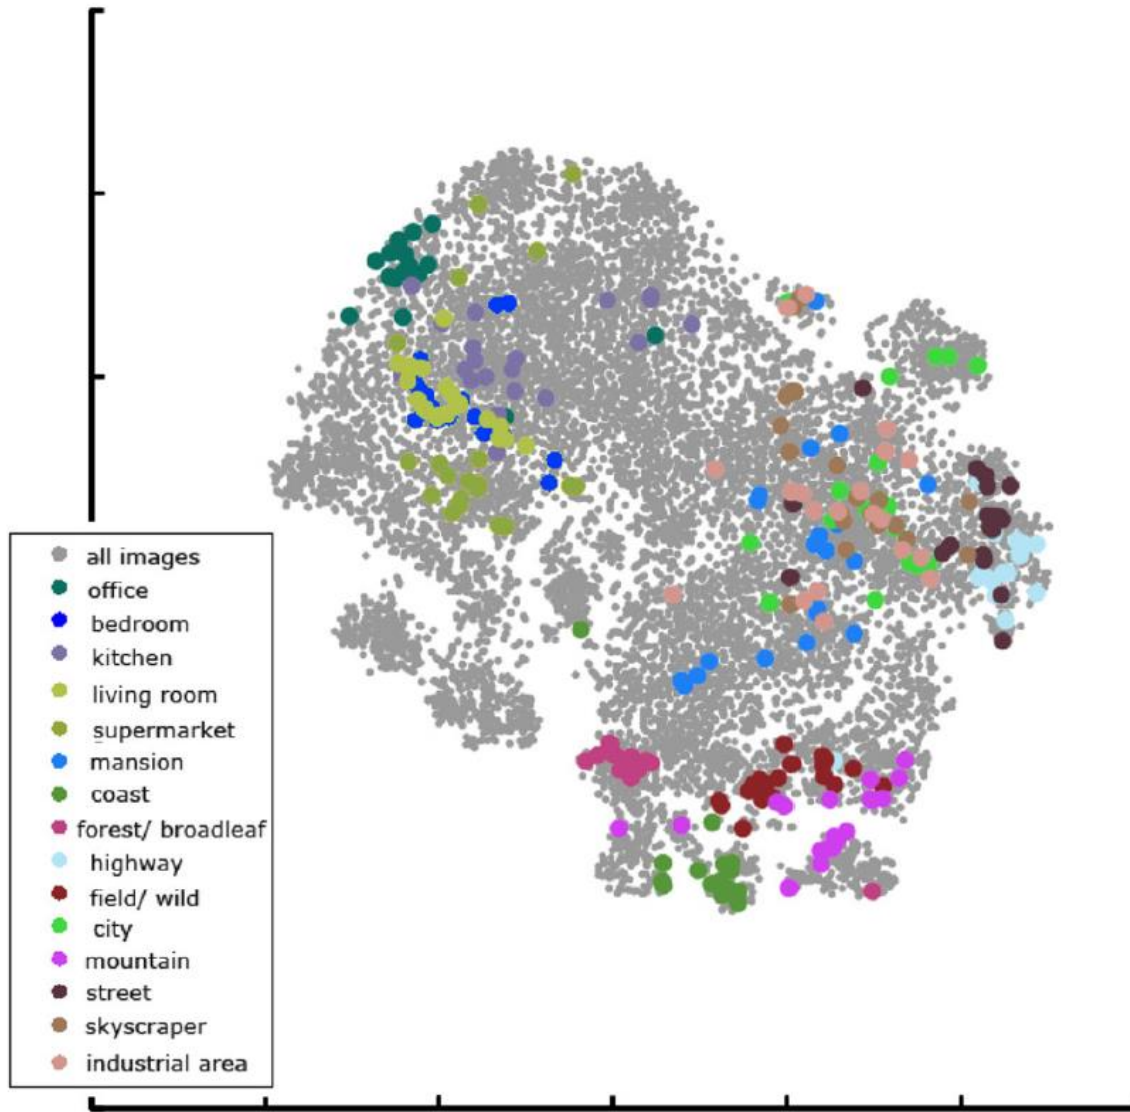 all images
office
bedroom
kitchen
living room
supermarket
mansion
coast
forest/ broadleaf
highway
field/ wild
city
mountain
street
skyscraper
industrial area